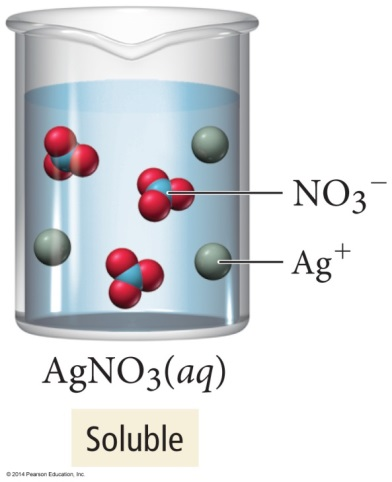 NO₃⁻
Ag⁺
AgNO₃(aq)
Soluble
© 2014 Pearson Education, Inc.